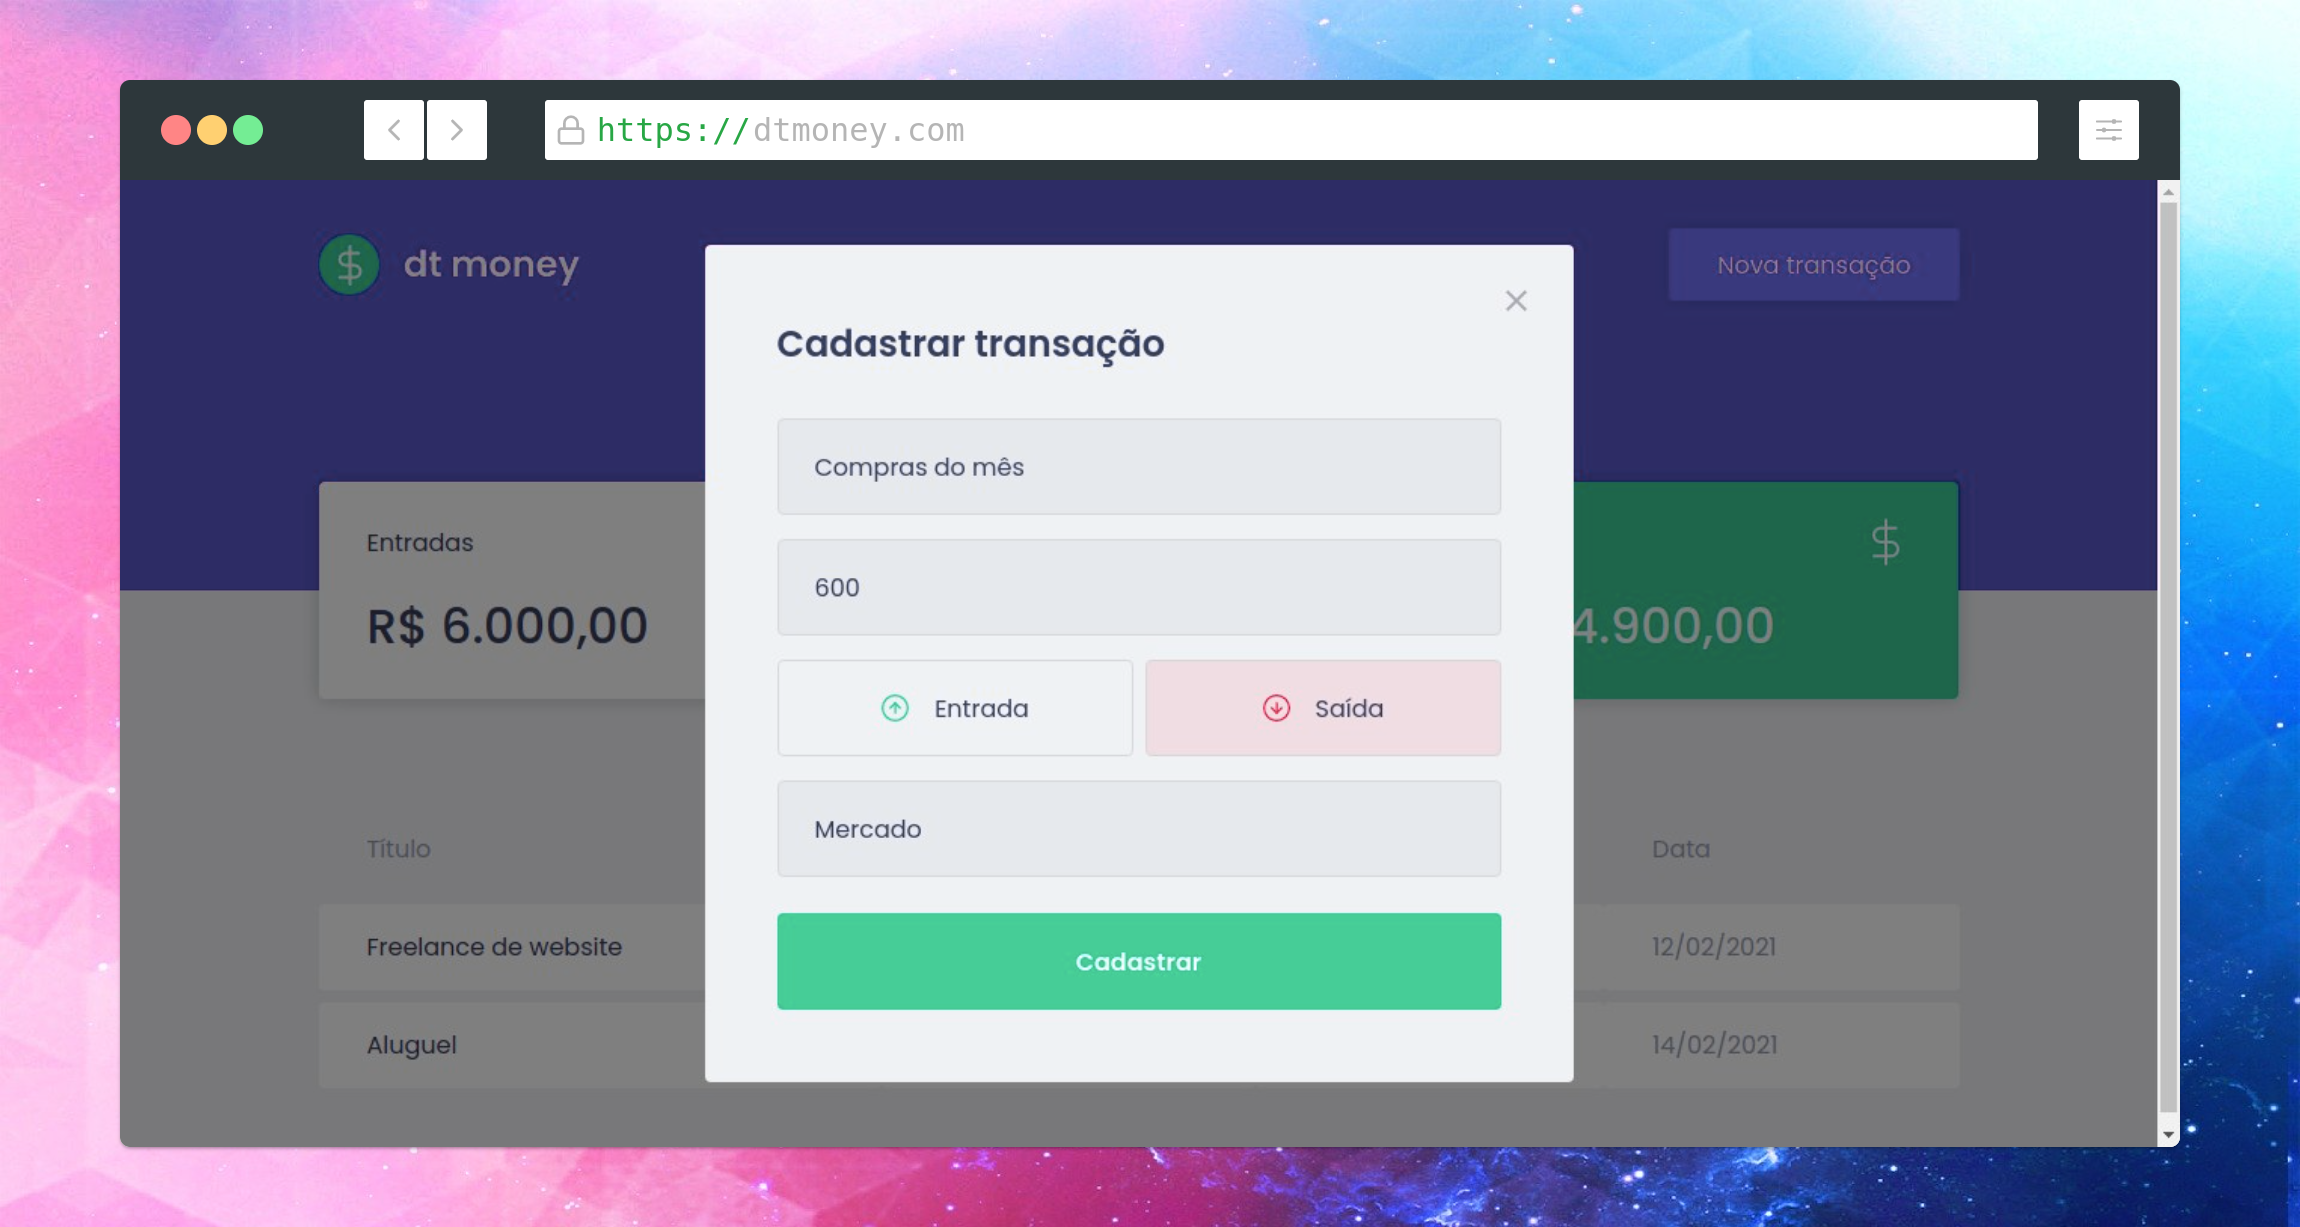 https://dtmoney.com
$ dt money
Nova transação
Cadastrar transação
Compras do mês
600
Entrada
Saída
Mercado
Cadastrar
Entradas
R$ 6.000,00
$
4.900,00
Título
Data
Freelance de website
12/02/2021
Aluguel
14/02/2021